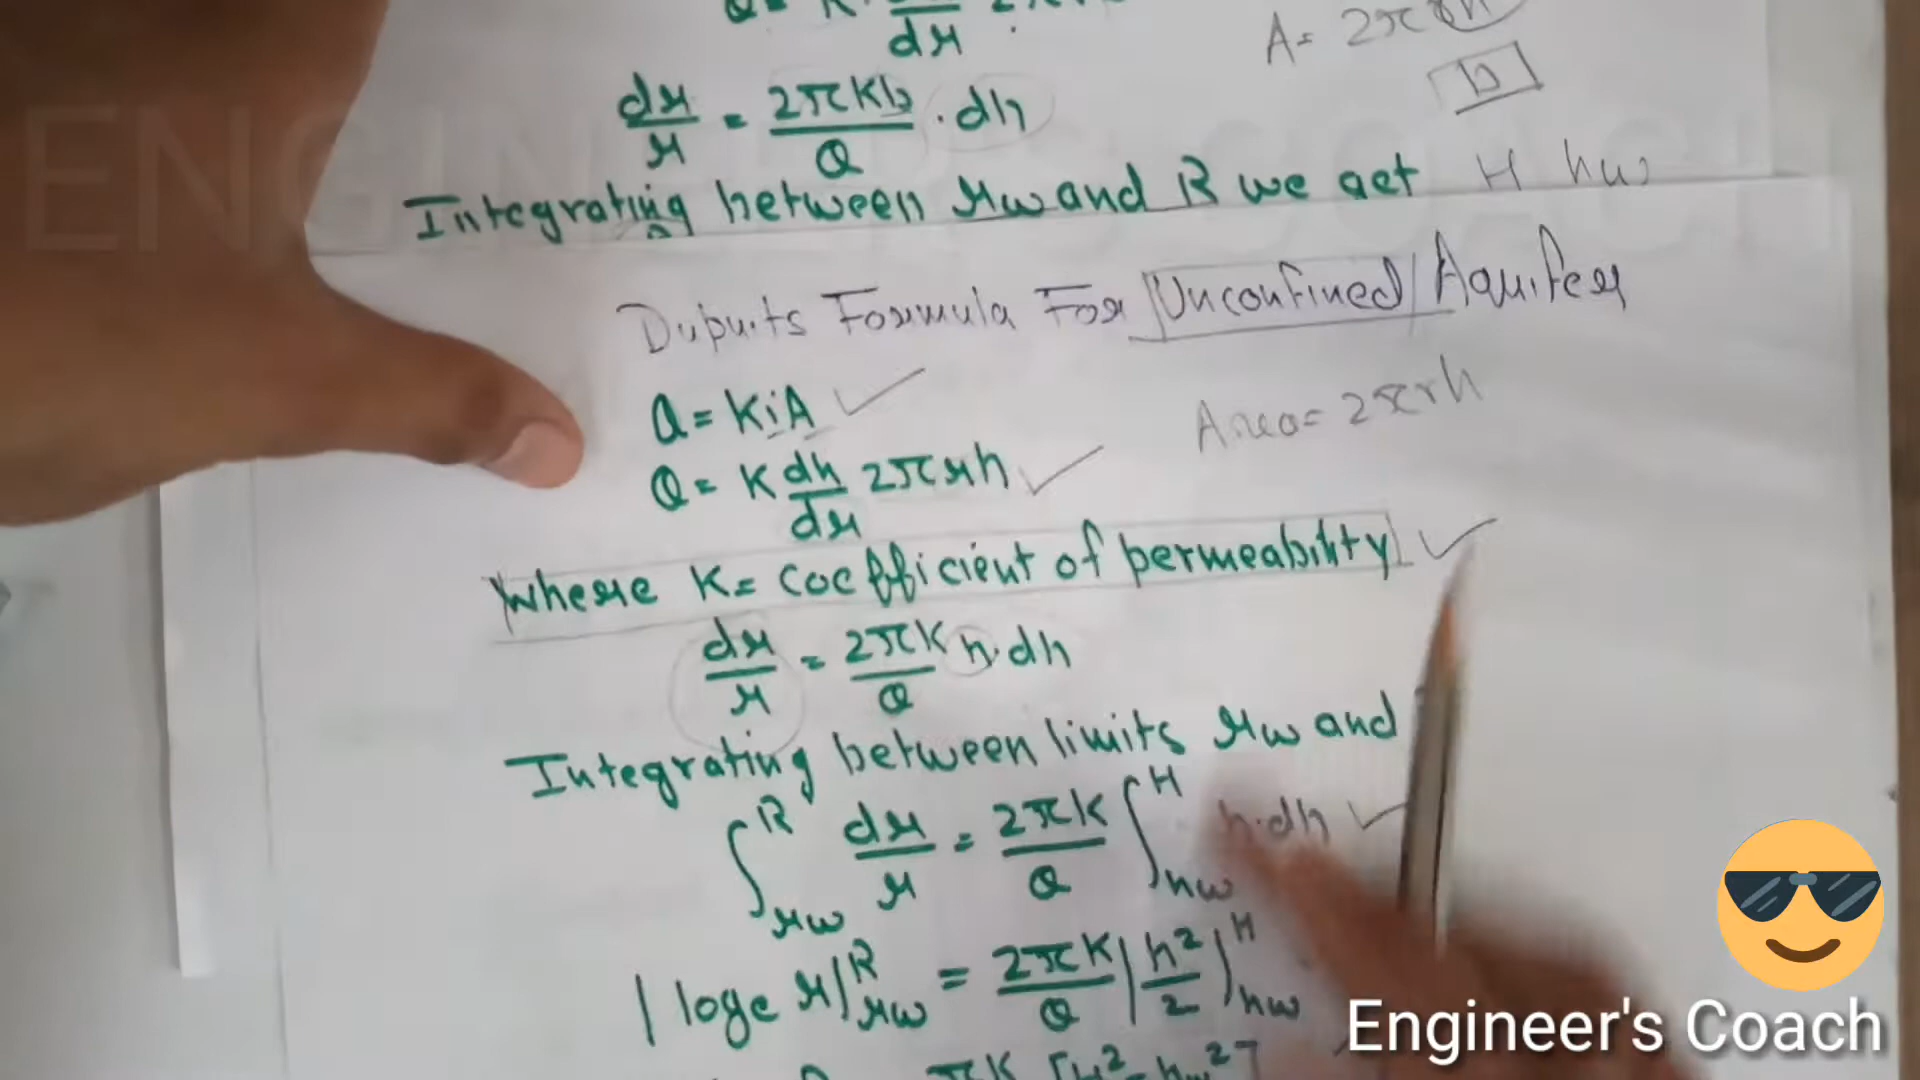 dr
A= 2πrh
b
dr/r = 2πKb/Q .dh
Integrating between rw and R we get H hw
Dupuits Formula For Unconfined Aquifer
Q = KiA
Area= 2πrh
Q = K dh/dr 2πrh
Where K= coefficient of permeability
dr/r = 2πK/Q h.dh
Integrating between limits rw and
∫ R rw dr/r = 2πK/Q ∫ H hw h.dh
| loge r | R rw = 2πK/Q | h²/2 | H hw
πK
Engineer's Coach